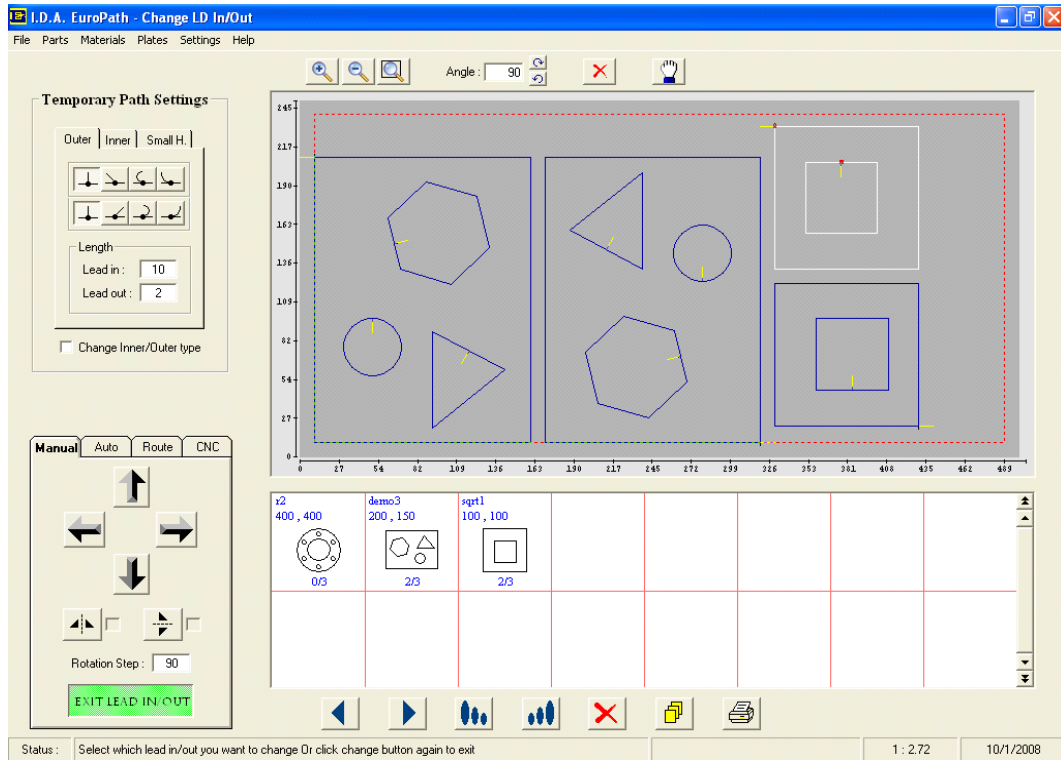 I.D.A. EuroPath - Change LD In/Out
File Parts Materials Plates Settings Help
Angle : 90
Temporary Path Settings
Outer Inner Small H.
Length
Lead in : 10
Lead out : 2
Change Inner/Outer type
245
217
190
163
136
109
82
54
27
0
0 27 54 82 109 136 163 190 217 245 272 299 326 353 381 408 435 462 489
Manual Auto Route CNC
Rotation Step : 90
EXIT LEAD IN/OUT
r2 demo3 sqrt1
400 , 400 200 , 150 100 , 100
0/3 2/3 2/3
Status : Select which lead in/out you want to change Or click change button again to exit 1 : 2.72 10/1/2008